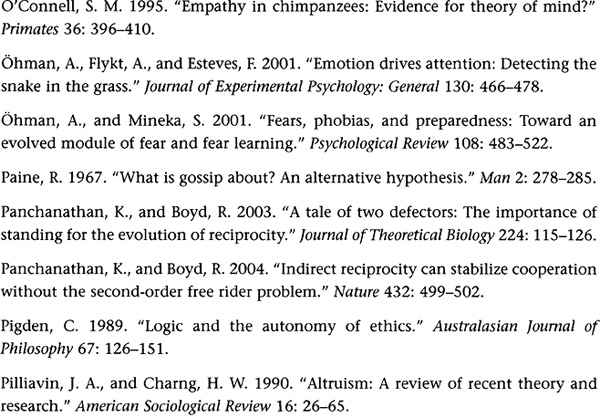 O'Connell, S. M. 1995. “Empathy in chimpanzees: Evidence for theory of mind?”
Primates 36: 396–410.
Öhman, A., Flykt, A., and Esteves, F. 2001. “Emotion drives attention: Detecting the
snake in the grass.” Journal of Experimental Psychology: General 130: 466–478.
Öhman, A., and Mineka, S. 2001. “Fears, phobias, and preparedness: Toward an
evolved module of fear and fear learning.” Psychological Review 108: 483–522.
Paine, R. 1967. “What is gossip about? An alternative hypothesis.” Man 2: 278–285.
Panchanathan, K., and Boyd, R. 2003. “A tale of two defectors: The importance of
standing for the evolution of reciprocity.” Journal of Theoretical Biology 224: 115–126.
Panchanathan, K., and Boyd, R. 2004. “Indirect reciprocity can stabilize cooperation
without the second-order free rider problem.” Nature 432: 499–502.
Pigden, C. 1989. “Logic and the autonomy of ethics.” Australasian Journal of
Philosophy 67: 126–151.
Pilliavin, J. A., and Charng, H. W. 1990. “Altruism: A review of recent theory and
research.” American Sociological Review 16: 26–65.